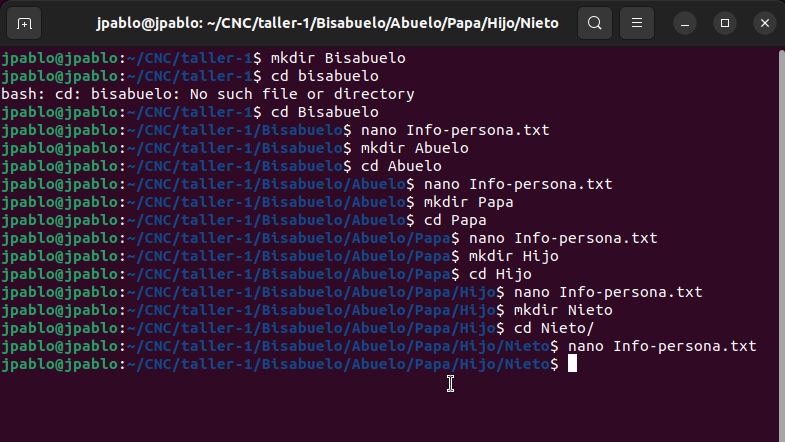 jpablo@jpablo: ~/CNC/taller-1/Bisabuelo/Abuelo/Papa/Hijo/Nieto
jpablo@jpablo:~/CNC/taller-1$ mkdir Bisabuelo
jpablo@jpablo:~/CNC/taller-1$ cd bisabuelo
bash: cd: bisabuelo: No such file or directory
jpablo@jpablo:~/CNC/taller-1$ cd Bisabuelo
jpablo@jpablo:~/CNC/taller-1/Bisabuelo$ nano Info-persona.txt
jpablo@jpablo:~/CNC/taller-1/Bisabuelo$ mkdir Abuelo
jpablo@jpablo:~/CNC/taller-1/Bisabuelo$ cd Abuelo
jpablo@jpablo:~/CNC/taller-1/Bisabuelo/Abuelo$ nano Info-persona.txt
jpablo@jpablo:~/CNC/taller-1/Bisabuelo/Abuelo$ mkdir Papa
jpablo@jpablo:~/CNC/taller-1/Bisabuelo/Abuelo$ cd Papa
jpablo@jpablo:~/CNC/taller-1/Bisabuelo/Abuelo/Papa$ nano Info-persona.txt
jpablo@jpablo:~/CNC/taller-1/Bisabuelo/Abuelo/Papa$ mkdir Hijo
jpablo@jpablo:~/CNC/taller-1/Bisabuelo/Abuelo/Papa$ cd Hijo
jpablo@jpablo:~/CNC/taller-1/Bisabuelo/Abuelo/Papa/Hijo$ nano Info-persona.txt
jpablo@jpablo:~/CNC/taller-1/Bisabuelo/Abuelo/Papa/Hijo$ mkdir Nieto
jpablo@jpablo:~/CNC/taller-1/Bisabuelo/Abuelo/Papa/Hijo$ cd Nieto/
jpablo@jpablo:~/CNC/taller-1/Bisabuelo/Abuelo/Papa/Hijo/Nieto$ nano Info-persona.txt
jpablo@jpablo:~/CNC/taller-1/Bisabuelo/Abuelo/Papa/Hijo/Nieto$